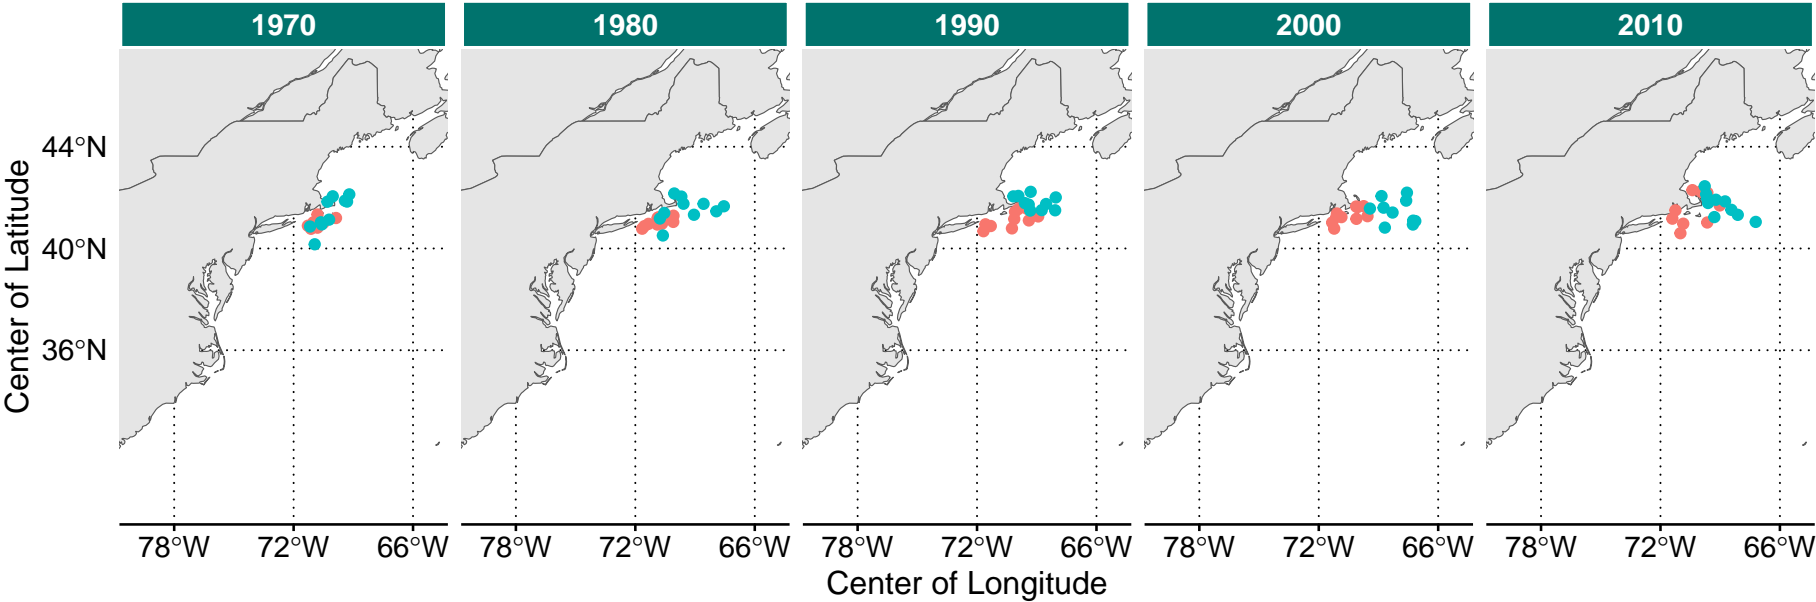 1970 1980 1990 2000 2010
44°N
40°N
36°N
Center of Latitude
78°W 72°W 66°W 78°W 72°W 66°W 78°W 72°W 66°W 78°W 72°W 66°W 78°W 72°W 66°W
Center of Longitude